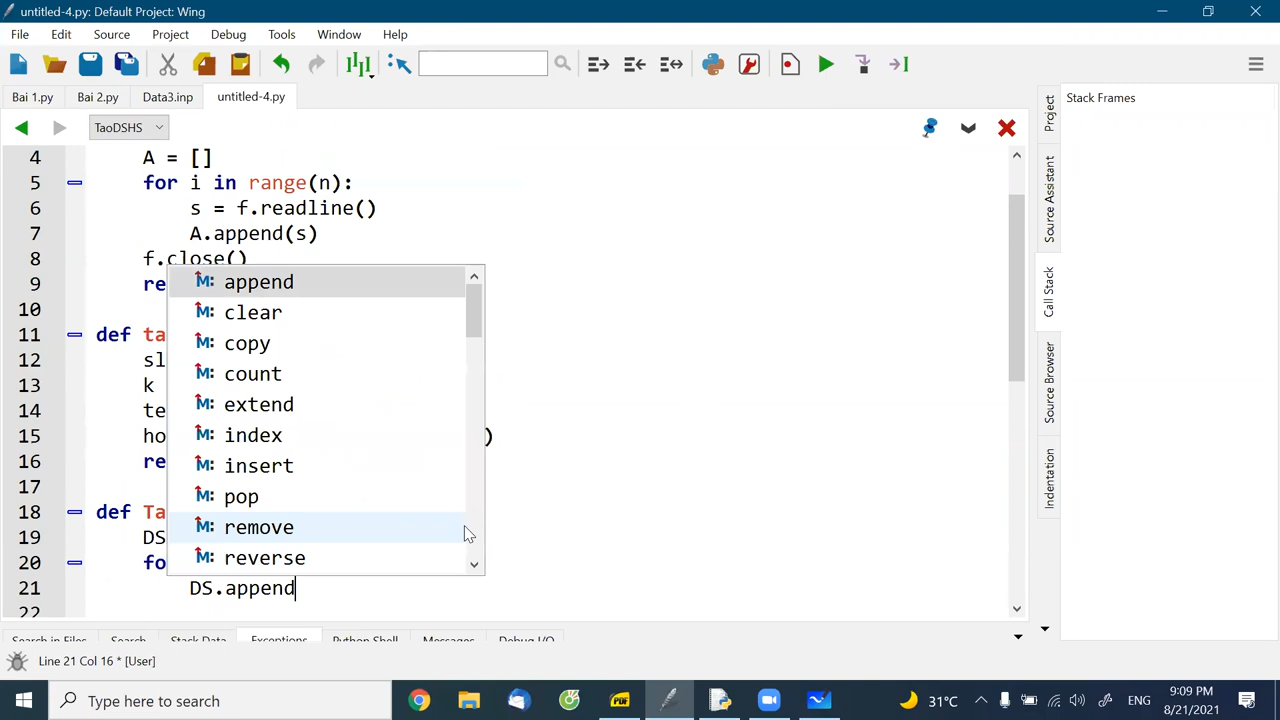 untitled-4.py: Default Project: Wing
File Edit Source Project Debug Tools Window Help
Bai 1.py Bai 2.py Data3.inp untitled-4.py
Stack Frames
TaoDSHS
4 A = []
5 for i in range(n):
6 s = f.readline()
7 A.append(s)
8 f.close()
9 re
10
11 def ta
12 sl
13 k
14 te
15 ho )
16 re
17
18 def Ta
19 DS
20 fo
21 DS.append
22
M: append
M: clear
M: copy
M: count
M: extend
M: index
M: insert
M: pop
M: remove
M: reverse
Project
Source Assistant
Call Stack
Source Browser
Indentation
Search in Files Search Stack Data Exceptions Python Shell Messages Debug I/O
Line 21 Col 16 * [User]
Type here to search
PDF
31°C
ENG
9:09 PM
8/21/2021